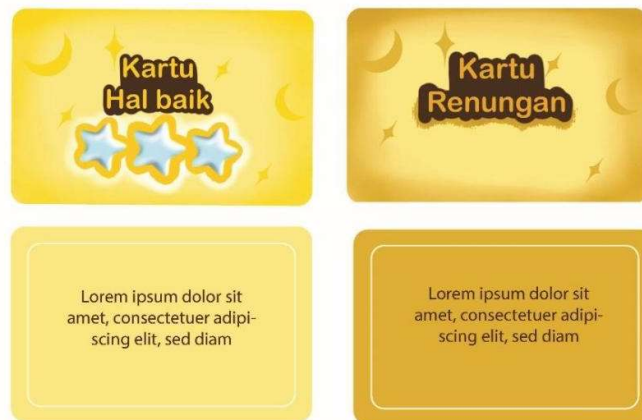 Kartu
Hal baik
Kartu
Renungan
Lorem ipsum dolor sit
amet, consectetuer adipi-
scing elit, sed diam
Lorem ipsum dolor sit
amet, consectetuer adipi-
scing elit, sed diam